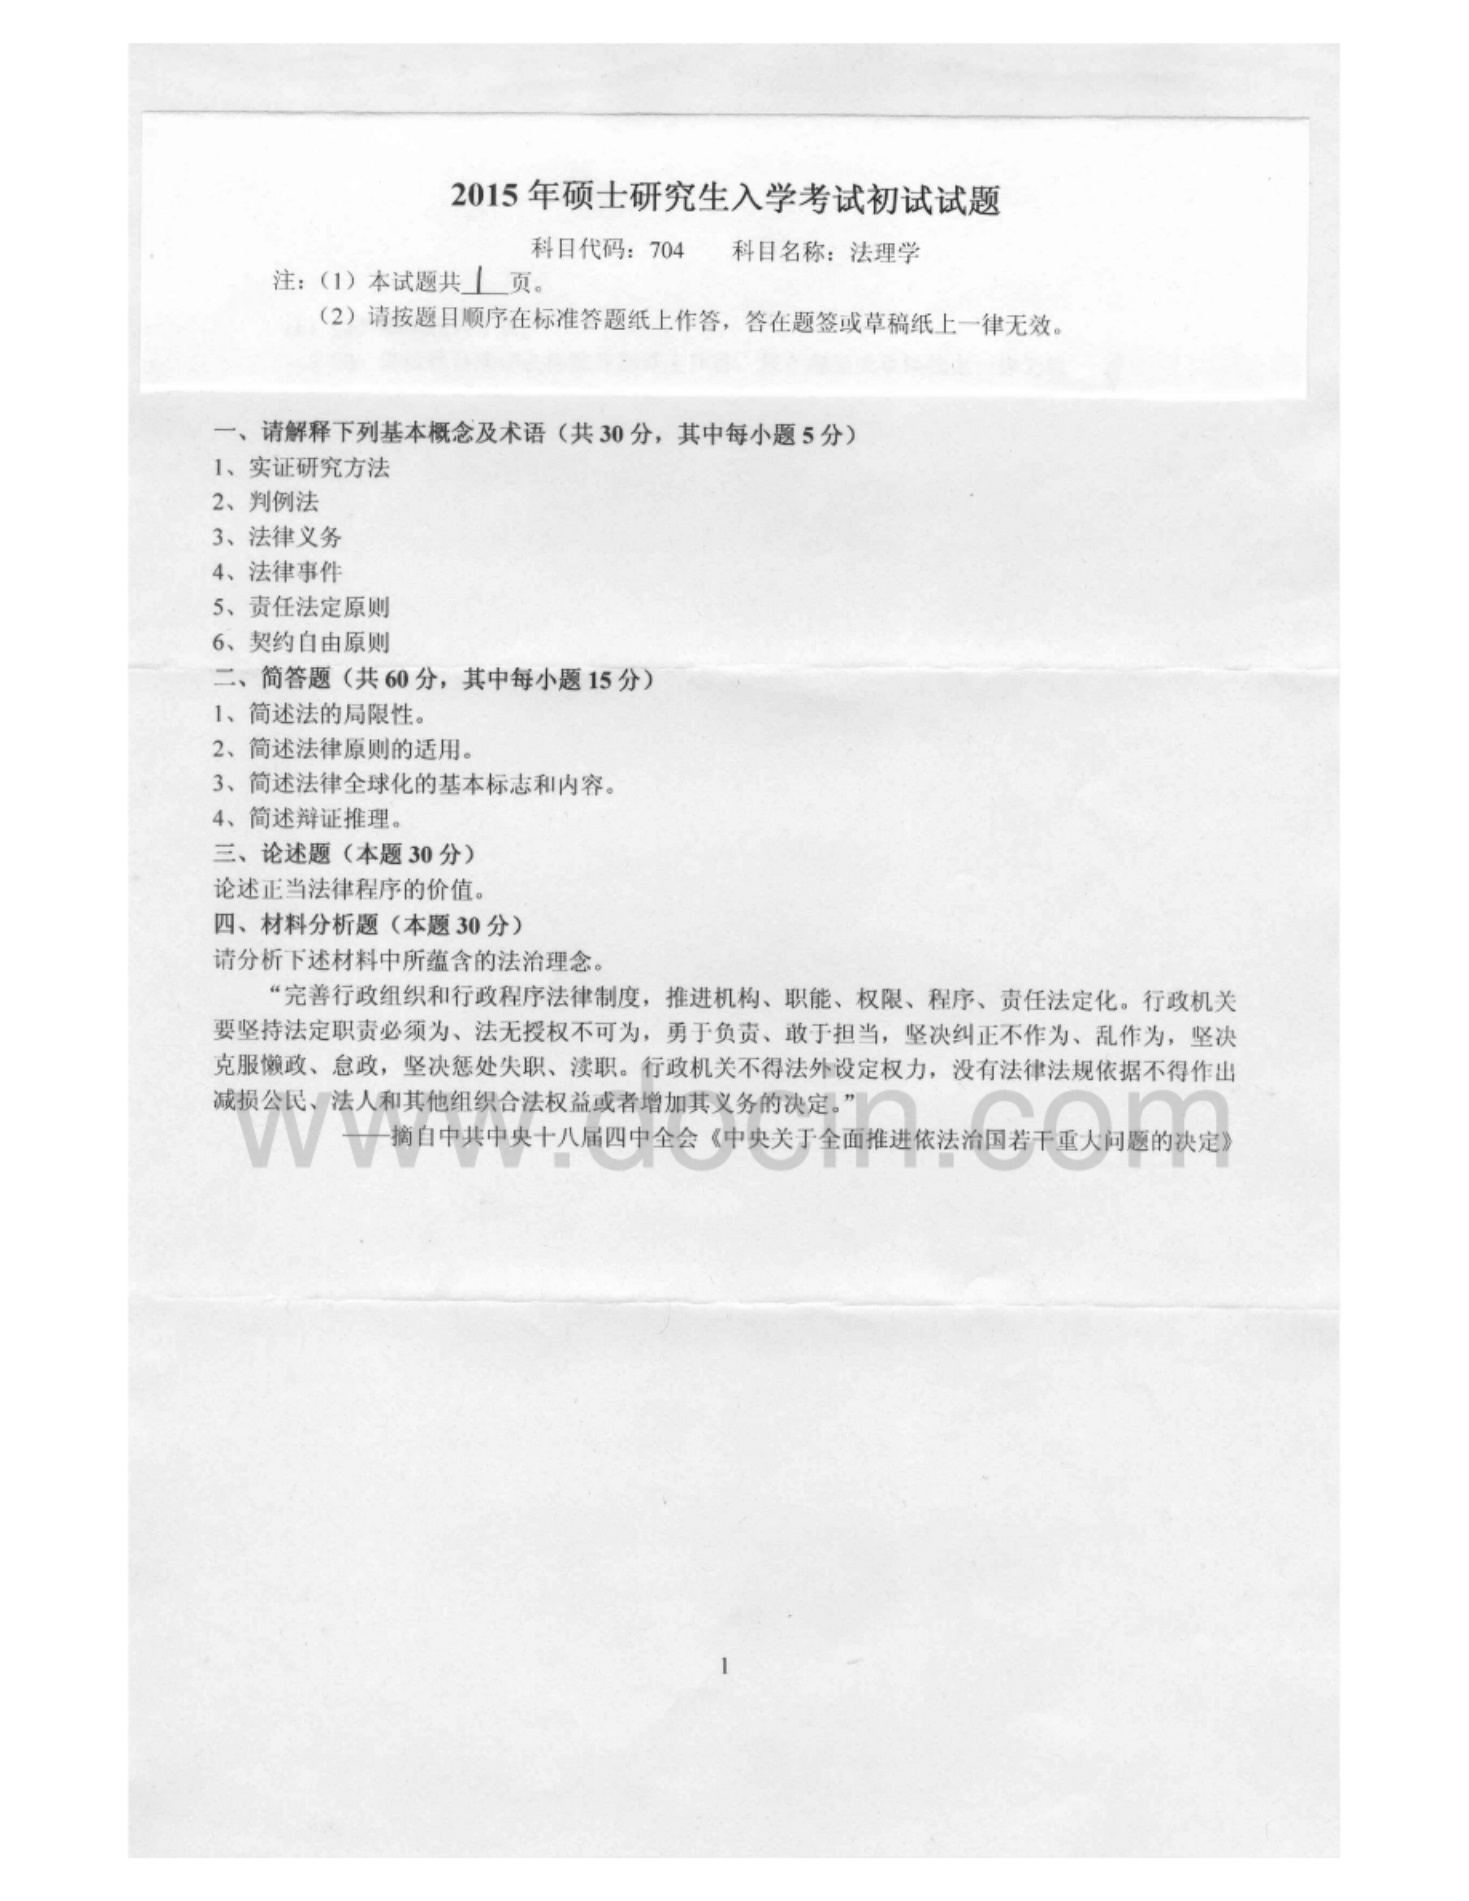 2015 年硕士研究生入学考试初试试题
科目代码：704 科目名称：法理学
注：（1）本试题共 1 页。
（2）请按题目顺序在标准答题纸上作答，答在题签或草稿纸上一律无效。
一、请解释下列基本概念及术语（共 30 分，其中每小题 5 分）
1、实证研究方法
2、判例法
3、法律义务
4、法律事件
5、责任法定原则
6、契约自由原则
二、简答题（共 60 分，其中每小题 15 分）
1、简述法的局限性。
2、简述法律原则的适用。
3、简述法律全球化的基本标志和内容。
4、简述辩证推理。
三、论述题（本题 30 分）
论述正当法律程序的价值。
四、材料分析题（本题 30 分）
请分析下述材料中所蕴含的法治理念。
“完善行政组织和行政程序法律制度，推进机构、职能、权限、程序、责任法定化。行政机关
要坚持法定职责必须为、法无授权不可为，勇于负责、敢于担当，坚决纠正不作为、乱作为，坚决
克服懒政、怠政，坚决惩处失职、渎职。行政机关不得法外设定权力，没有法律法规依据不得作出
减损公民、法人和其他组织合法权益或者增加其义务的决定。”
——摘自中共中央十八届四中全会《中央关于全面推进依法治国若干重大问题的决定》
www.docin.com
1